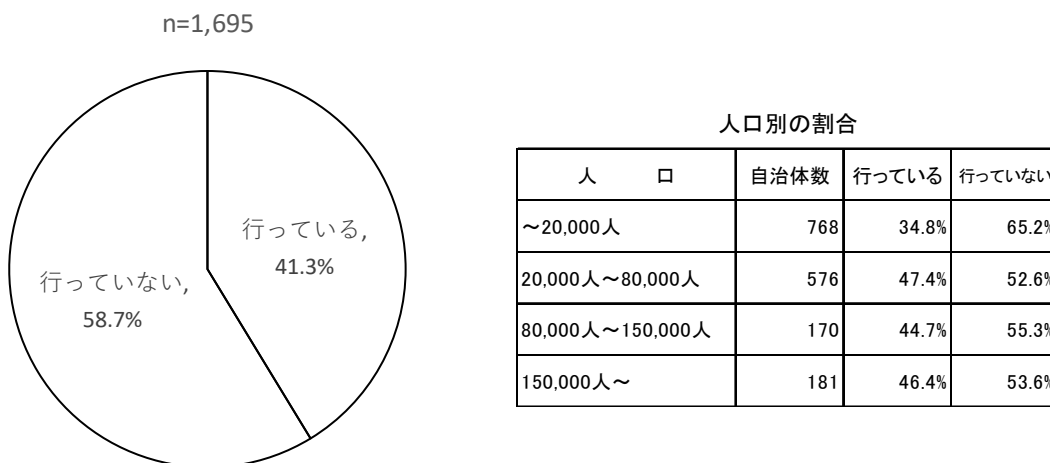 n=1,695
行っている,
41.3%
行っていない,
58.7%
人口別の割合
人　　口 自治体数 行っている 行っていない
～20,000人 768 34.8% 65.2%
20,000人～80,000人 576 47.4% 52.6%
80,000人～150,000人 170 44.7% 55.3%
150,000人～ 181 46.4% 53.6%